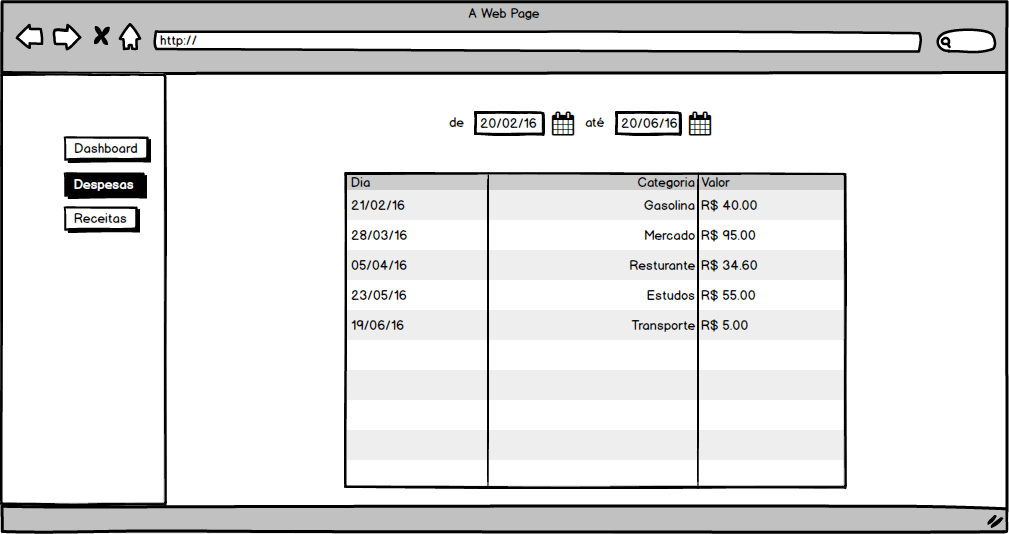 A Web Page
http://
de 20/02/16 até 20/06/16
Dashboard
Despesas
Receitas
Dia Categoria Valor
21/02/16 Gasolina R$ 40.00
28/03/16 Mercado R$ 95.00
05/04/16 Resturante R$ 34.60
23/05/16 Estudos R$ 55.00
19/06/16 Transporte R$ 5.00